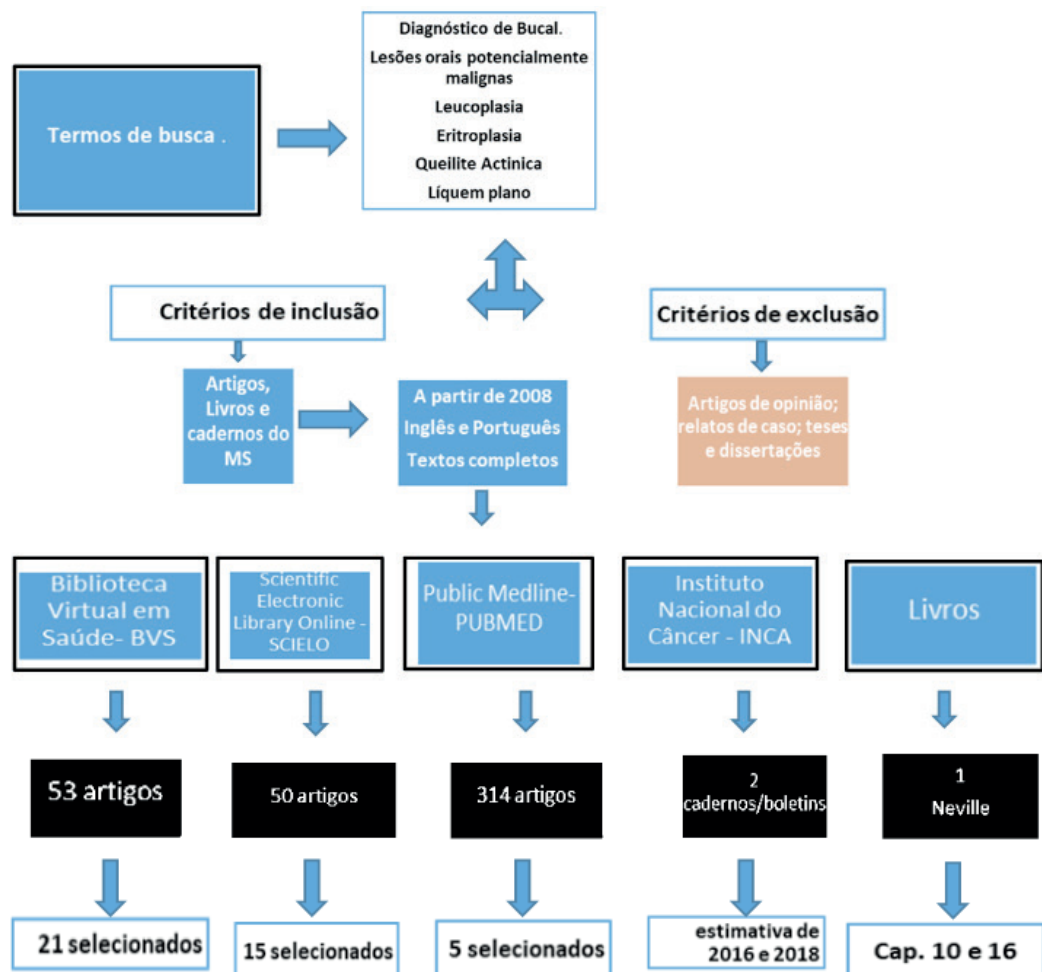 Diagnóstico de Bucal.
Lesões orais potencialmente
malignas
Leucoplasia
Eritroplasia
Queilite Actinica
Líquem plano
Termos de busca .
Critérios de inclusão
Critérios de exclusão
Artigos,
Livros e
cadernos do
MS
A partir de 2008
Inglês e Português
Textos completos
Artigos de opinião;
relatos de caso; teses
e dissertações
Biblioteca
Virtual em
Saúde- BVS
Scientific
Electronic
Library Online -
SCIELO
Public Medline-
PUBMED
Instituto
Nacional do
Câncer - INCA
Livros
53 artigos
50 artigos
314 artigos
2
cadernos/boletins
1
Neville
21 selecionados
15 selecionados
5 selecionados
estimativa de
2016 e 2018
Cap. 10 e 16